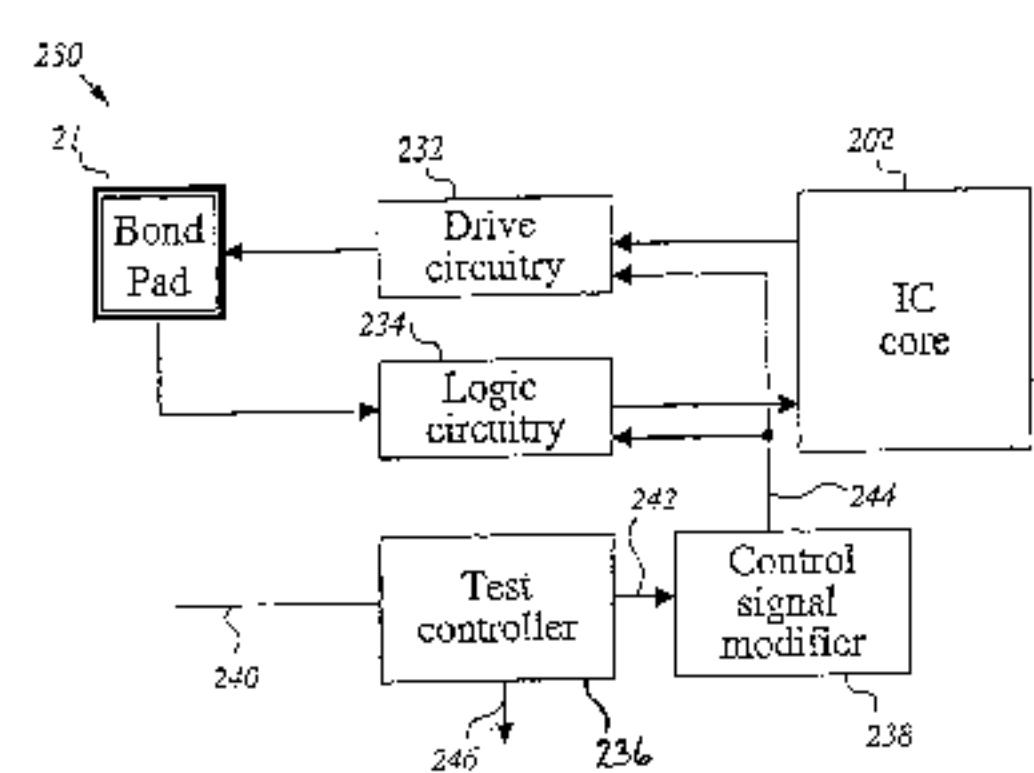 230
21
232
202
Bond
Pad
Drive
circuitry
IC
core
234
Logic
circuitry
244
242
Test
controller
Control
signal
modifier
240
246
236
238